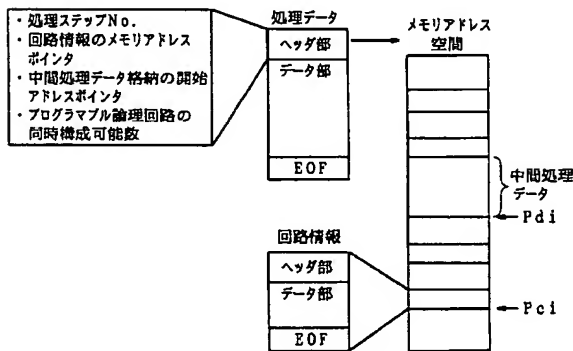 ・処理ステップNo.
・回路情報のメモリアドレス
ポインタ
・中間処理データ格納の開始
アドレスポインタ
・プログラマブル論理回路の
同時構成可能数
処理データ
ヘッダ部
データ部
EOF
メモリアドレス
空間
中間処理
データ
Pdi
回路情報
ヘッダ部
データ部
EOF
Pci